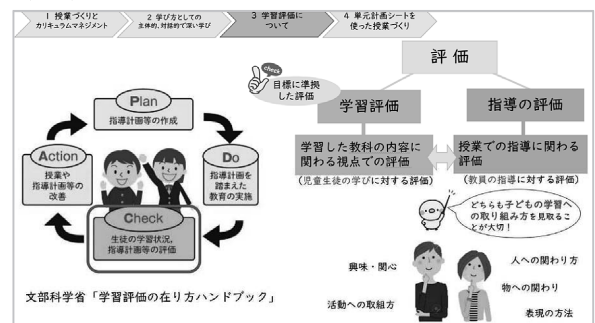 1 授業づくりと
カリキュラムマネジメント
2 学び方としての
主体的、対話的で深い学び
3 学習評価に
ついて
4 単元計画シートを
使った授業づくり
Plan
指導計画等の作成
Do
指導計画を
踏まえた
教育の実施
Check
生徒の学習状況、
指導計画等の評価
Action
授業や
指導計画等の
改善
文部科学省「学習評価の在り方ハンドブック」
評価
check
目標に準拠
した評価
学習評価
指導の評価
学習した教科の内容に
関わる視点での評価
(児童生徒の学びに対する評価)
授業での指導に関わる
評価
(教員の指導に対する評価)
どちらも子どもの学習へ
の取り組み方を見取るこ
とが大切!
興味・関心
活動への取組方
人への関わり方
物への関わり
表現の方法